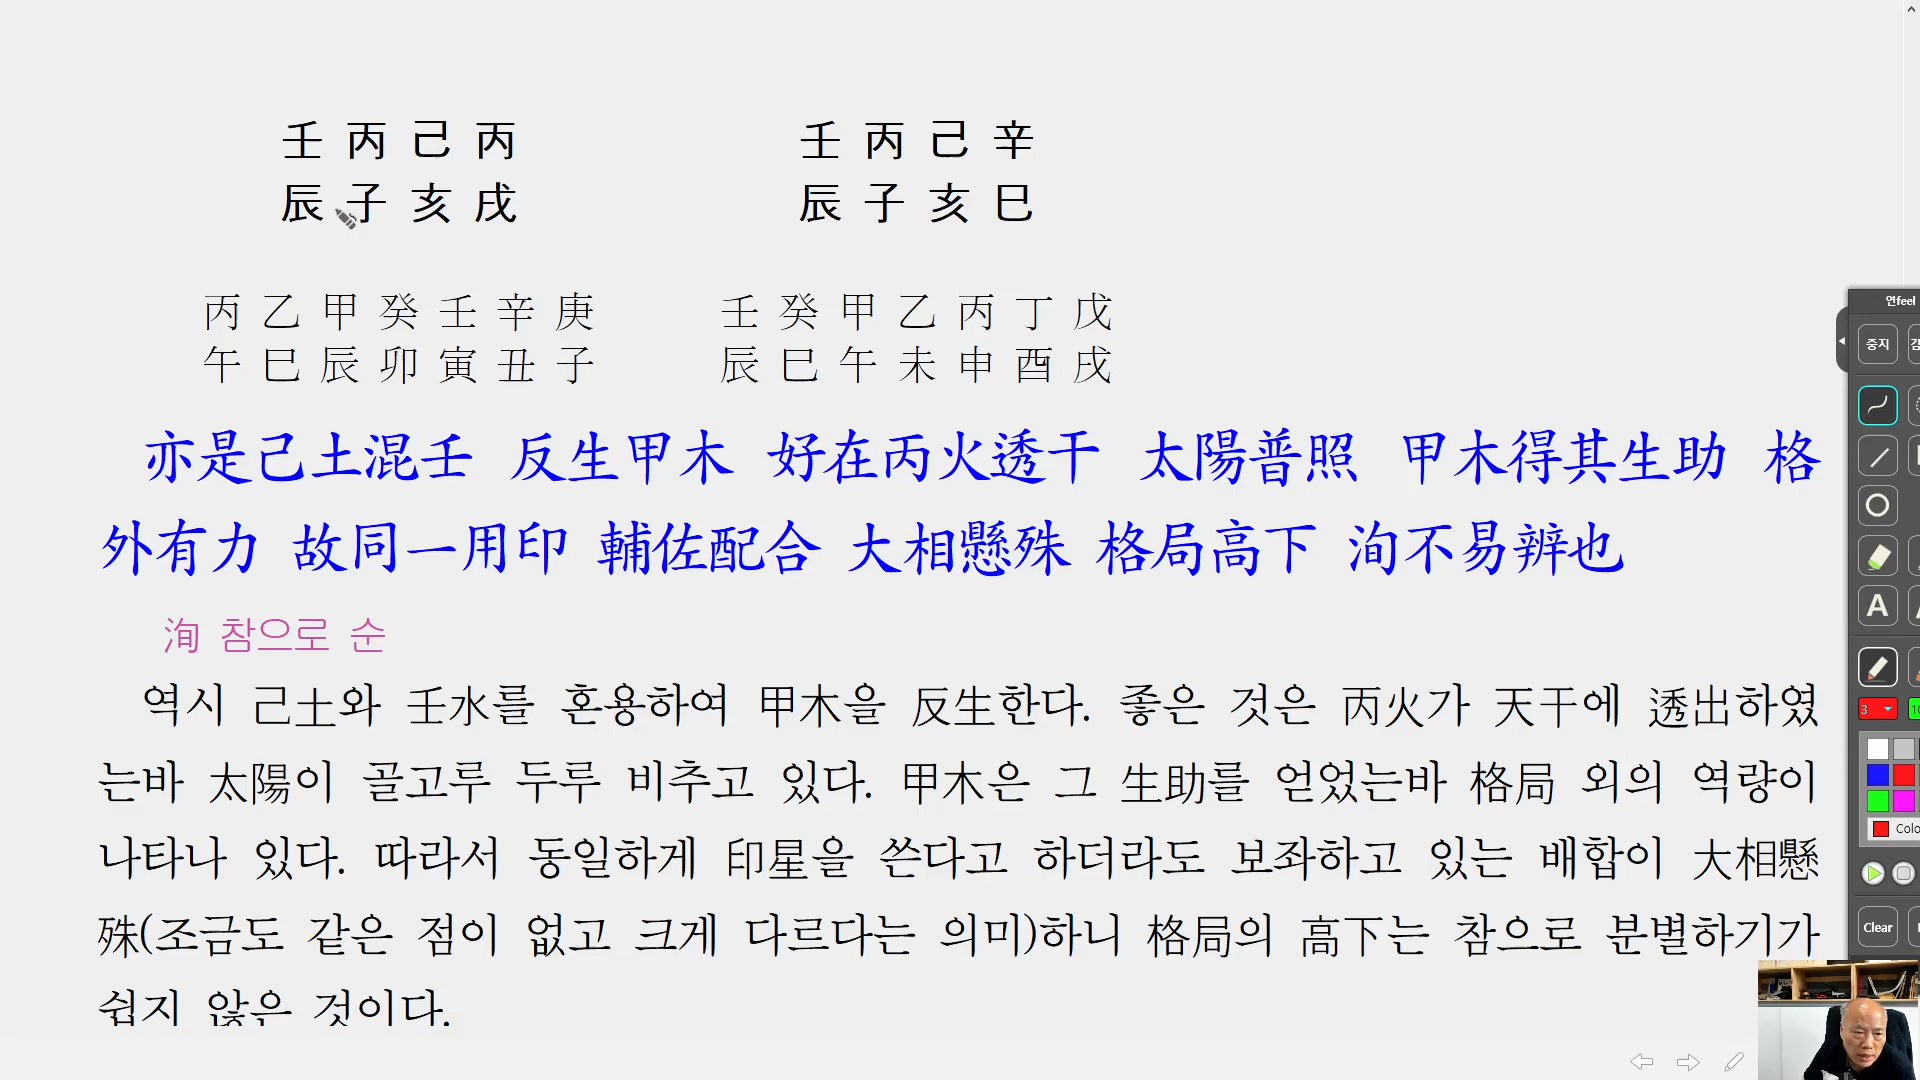 壬 丙 己 丙
辰 子 亥 戌
壬 丙 己 辛
辰 子 亥 巳
丙 乙 甲 癸 壬 辛 庚
午 巳 辰 卯 寅 丑 子
壬 癸 甲 乙 丙 丁 戊
辰 巳 午 未 申 酉 戌
亦是己土混壬 反生甲木 好在丙火透干 太陽普照 甲木得其生助 格
外有力 故同一用印 輔佐配合 大相懸殊 格局高下 洵不易辨也
洵 참으로 순
역시 己土와 壬水를 혼용하여 甲木을 反生한다. 좋은 것은 丙火가 天干에 透出하였
는바 太陽이 골고루 두루 비추고 있다. 甲木은 그 生助를 얻었는바 格局 외의 역량이
나타나 있다. 따라서 동일하게 印星을 쓴다고 하더라도 보좌하고 있는 배합이 大相懸
殊(조금도 같은 점이 없고 크게 다르다는 의미)하니 格局의 高下는 참으로 분별하기가
쉽지 않은 것이다.
연feel
중지
A
3
Colo
Clear